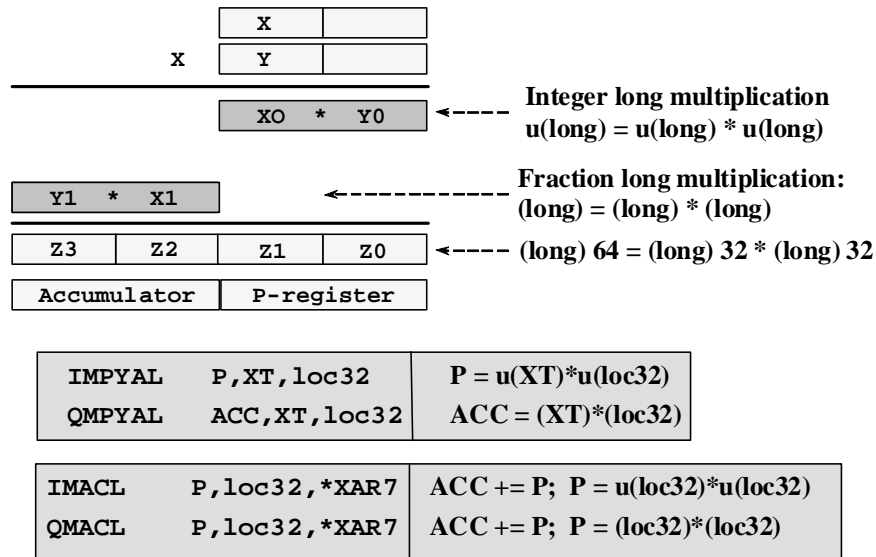 X
X Y
XO * Y0
Integer long multiplication
u(long) = u(long) * u(long)
Y1 * X1
Fraction long multiplication:
(long) = (long) * (long)
Z3 Z2 Z1 Z0
(long) 64 = (long) 32 * (long) 32
Accumulator P-register
IMPYAL P,XT,loc32 P = u(XT)*u(loc32)
QMPYAL ACC,XT,loc32 ACC = (XT)*(loc32)
IMACL P,loc32,*XAR7 ACC += P; P = u(loc32)*u(loc32)
QMACL P,loc32,*XAR7 ACC += P; P = (loc32)*(loc32)